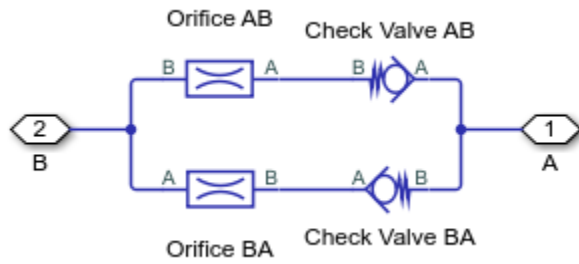 Orifice AB
Check Valve AB
B A B A
2 1
B A
A B A B
Orifice BA
Check Valve BA